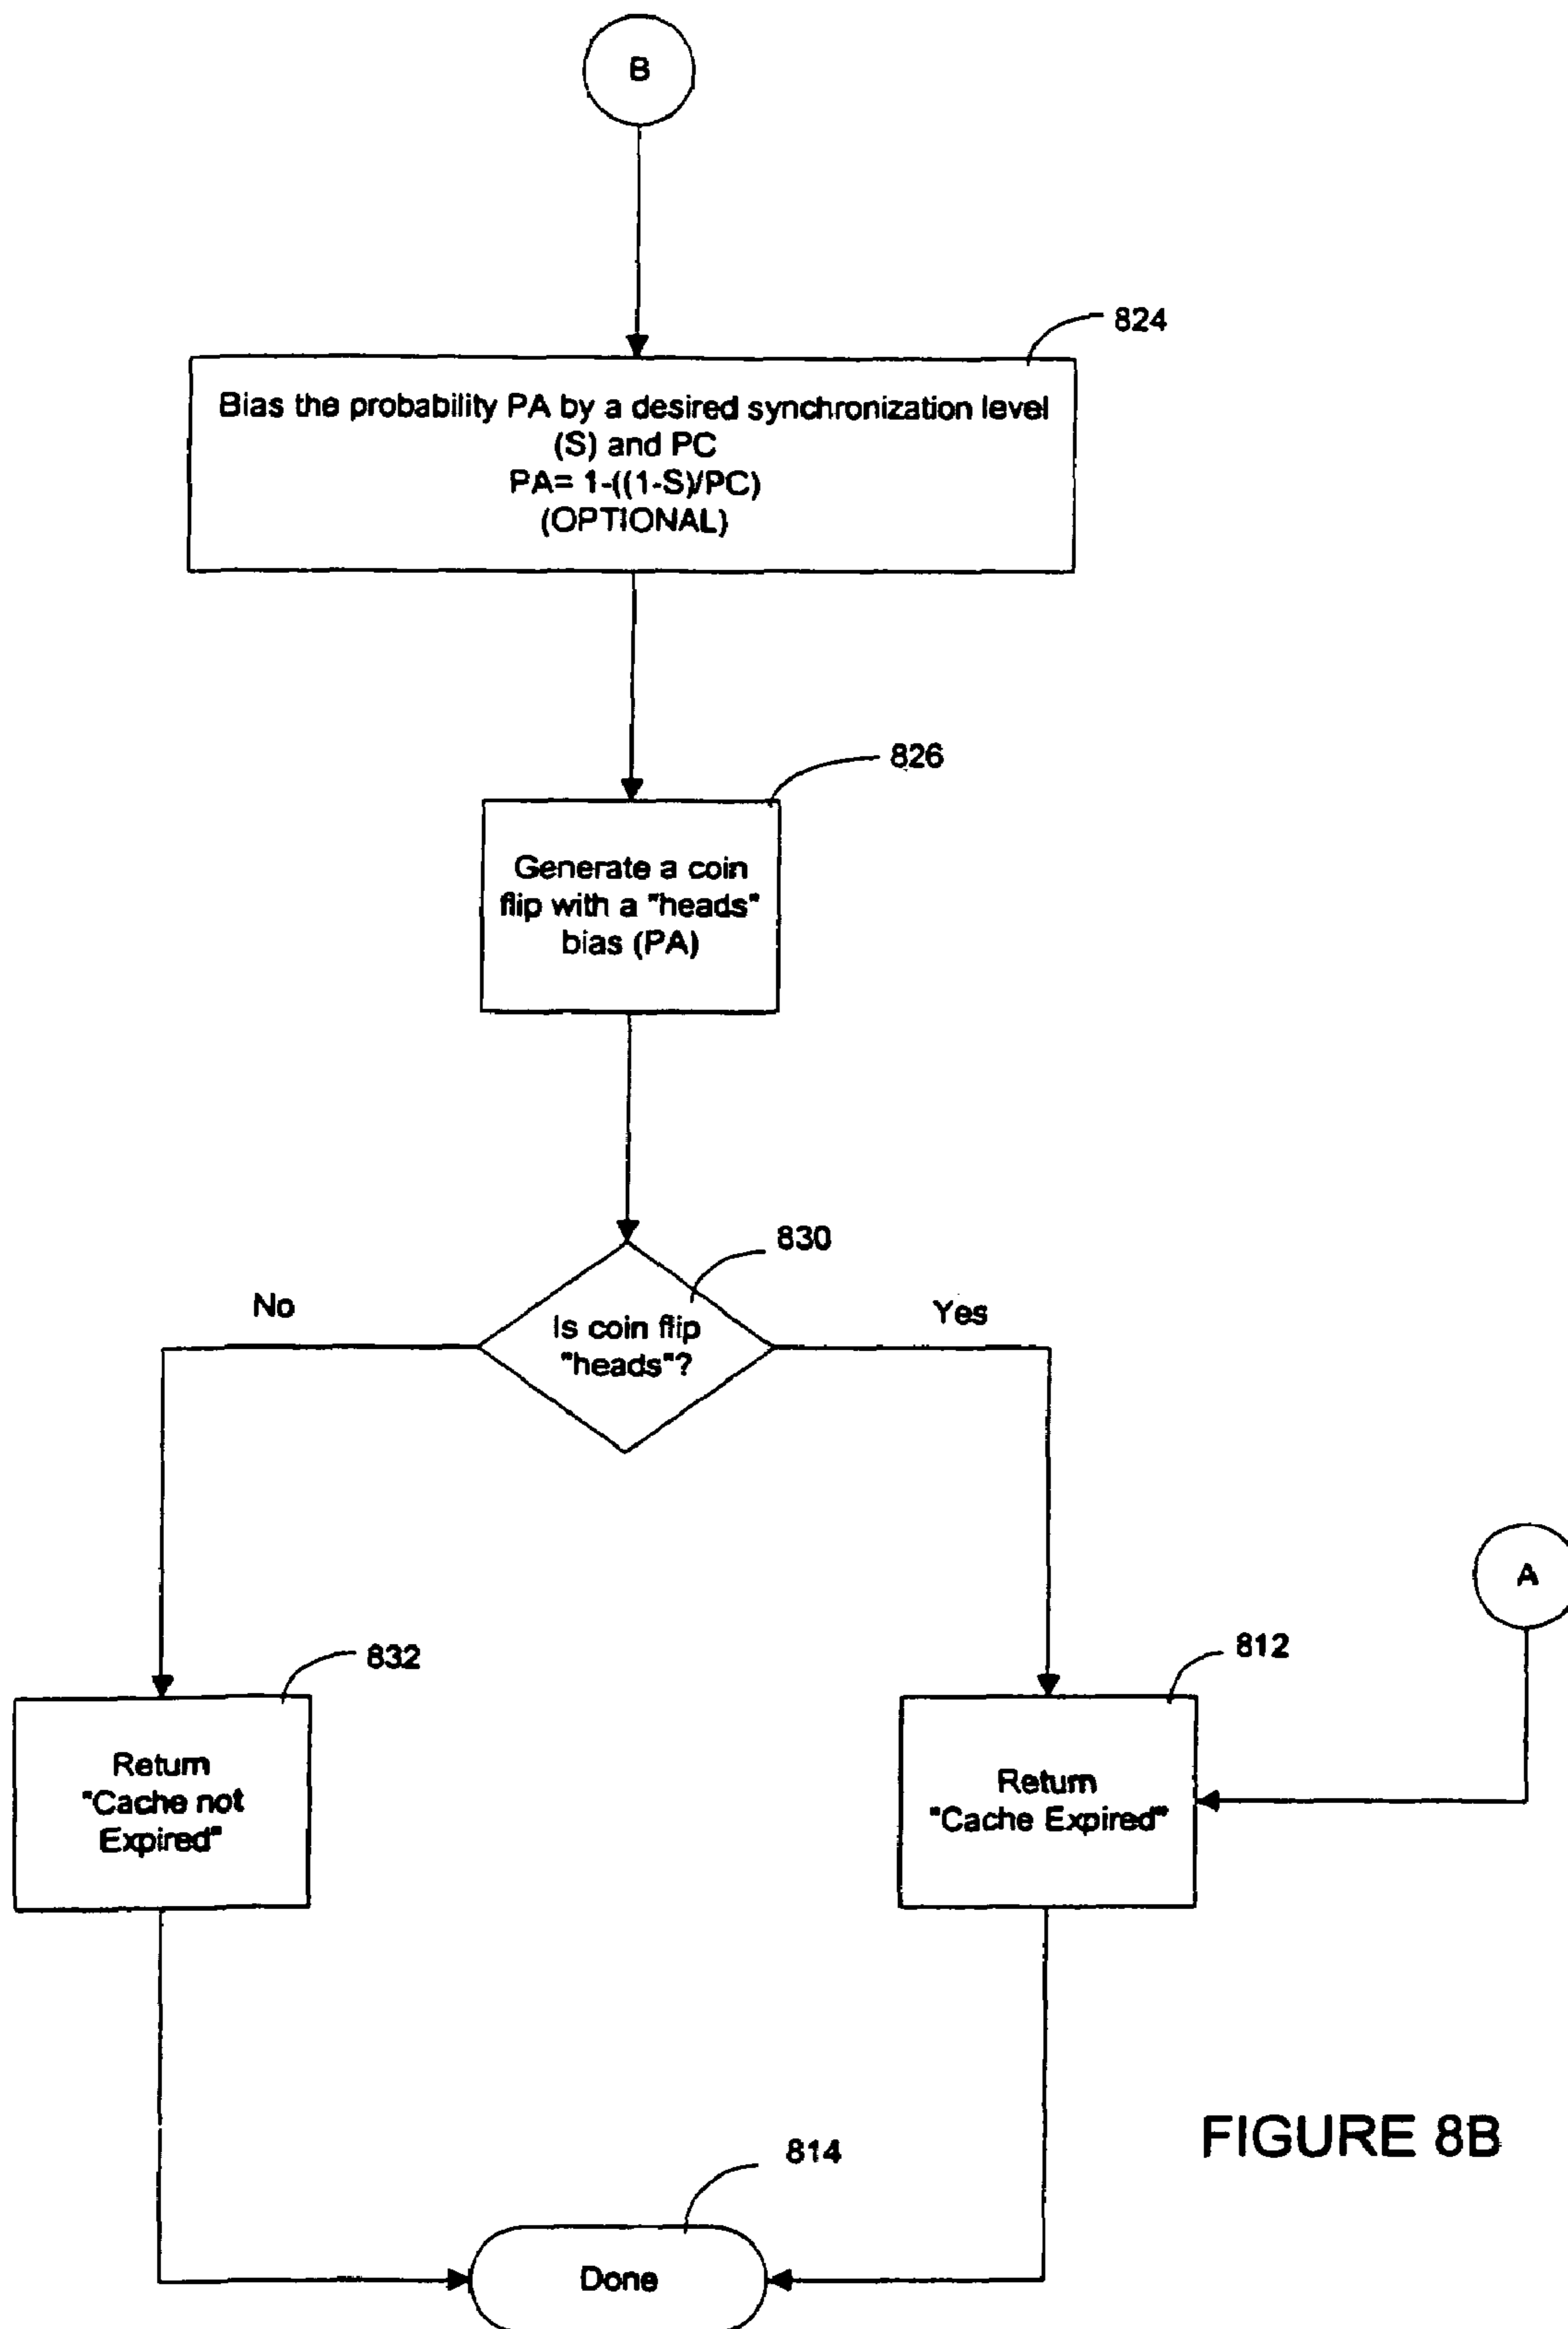 B
824
Bias the probability PA by a desired synchronization level
(S) and PC
PA= 1-((1-S)/PC)
(OPTIONAL)
826
Generate a coin
flip with a "heads"
bias (PA)
830
No
Is coin flip
"heads"?
Yes
A
832
812
Return
"Cache not
Expired"
Return
"Cache Expired"
FIGURE 8B
814
Done